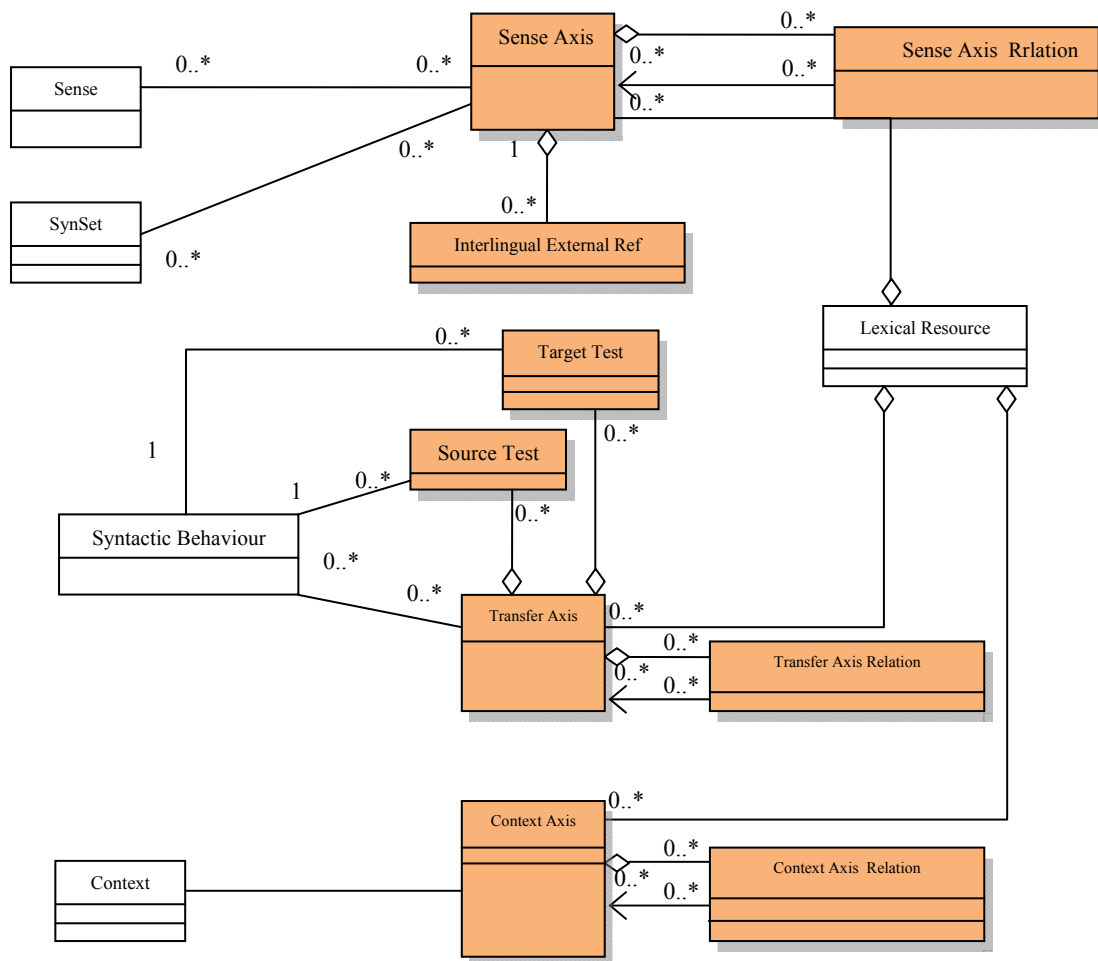 Sense Axis
0..*
Sense Axis  Rrlation
0..*
0..*
0..*
0..*
Sense
0..*
0..*
1
0..*
SynSet
0..*
0..*
Interlingual External Ref
Lexical Resource
0..*
Target Test
0..*
1
Source Test
0..*
1
0..*
Syntactic Behaviour
0..*
0..*
Transfer Axis
0..*
0..*
Transfer Axis Relation
0..*
0..*
0..*
Context Axis
0..*
Context Axis  Relation
0..*
0..*
Context